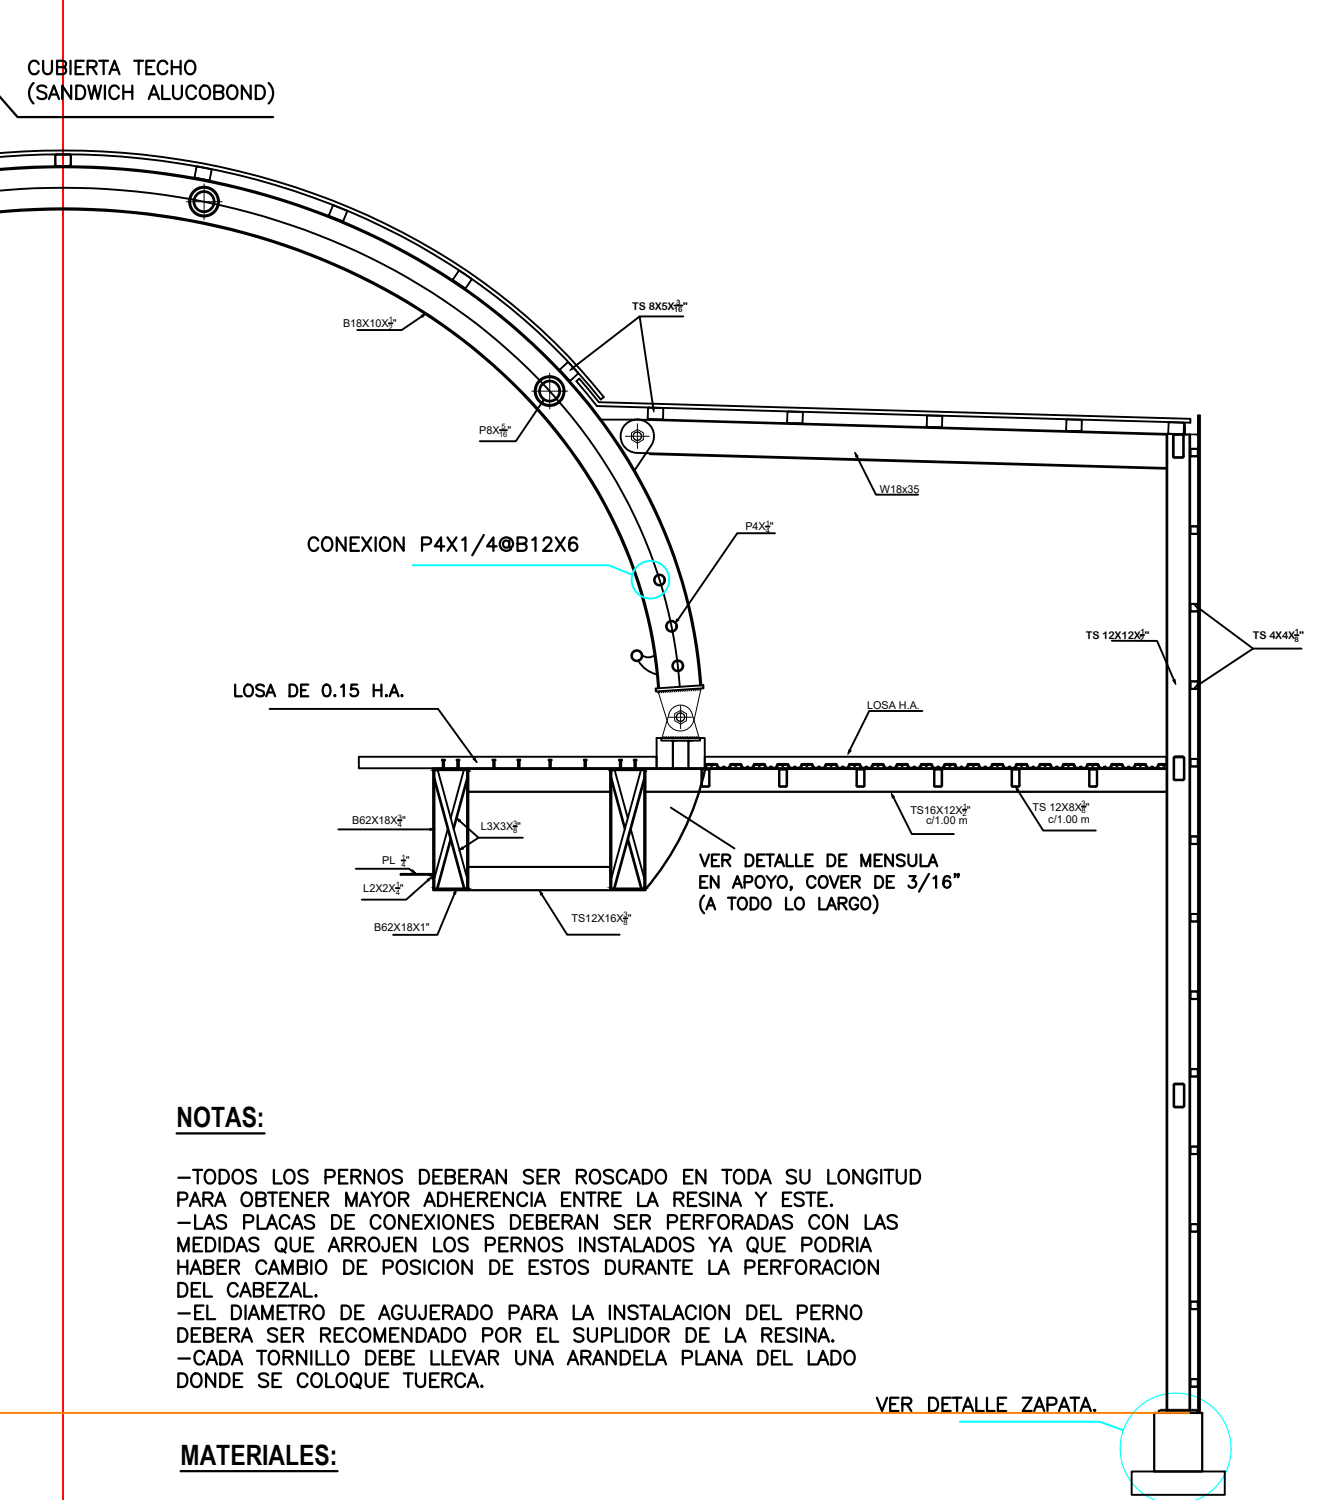 CUBIERTA TECHO
(SANDWICH ALUCOBOND)
TS 8X5X3/16"
B18X10X1/2"
P8X5/16"
W18x35
P4X1/4"
CONEXION P4X1/4@B12X6
TS 12X12X1/2"
TS 4X4X1/8"
LOSA DE 0.15 H.A.
LOSA H.A.
B62X18X3/4"
L3X3X3/8"
TS16X12X1/2"
c/1.00 m
TS 12X8X3/8"
c/1.00 m
PL 1/4"
L2X2X1/4"
B62X18X1"
TS12X16X3/8"
VER DETALLE DE MENSULA
EN APOYO, COVER DE 3/16"
(A TODO LO LARGO)
NOTAS:
-TODOS LOS PERNOS DEBERAN SER ROSCADO EN TODA SU LONGITUD
PARA OBTENER MAYOR ADHERENCIA ENTRE LA RESINA Y ESTE.
-LAS PLACAS DE CONEXIONES DEBERAN SER PERFORADAS CON LAS
MEDIDAS QUE ARROJEN LOS PERNOS INSTALADOS YA QUE PODRIA
HABER CAMBIO DE POSICION DE ESTOS DURANTE LA PERFORACION
DEL CABEZAL.
-EL DIAMETRO DE AGUJERADO PARA LA INSTALACION DEL PERNO
DEBERA SER RECOMENDADO POR EL SUPLIDOR DE LA RESINA.
-CADA TORNILLO DEBE LLEVAR UNA ARANDELA PLANA DEL LADO
DONDE SE COLOQUE TUERCA.
VER DETALLE ZAPATA.
MATERIALES: